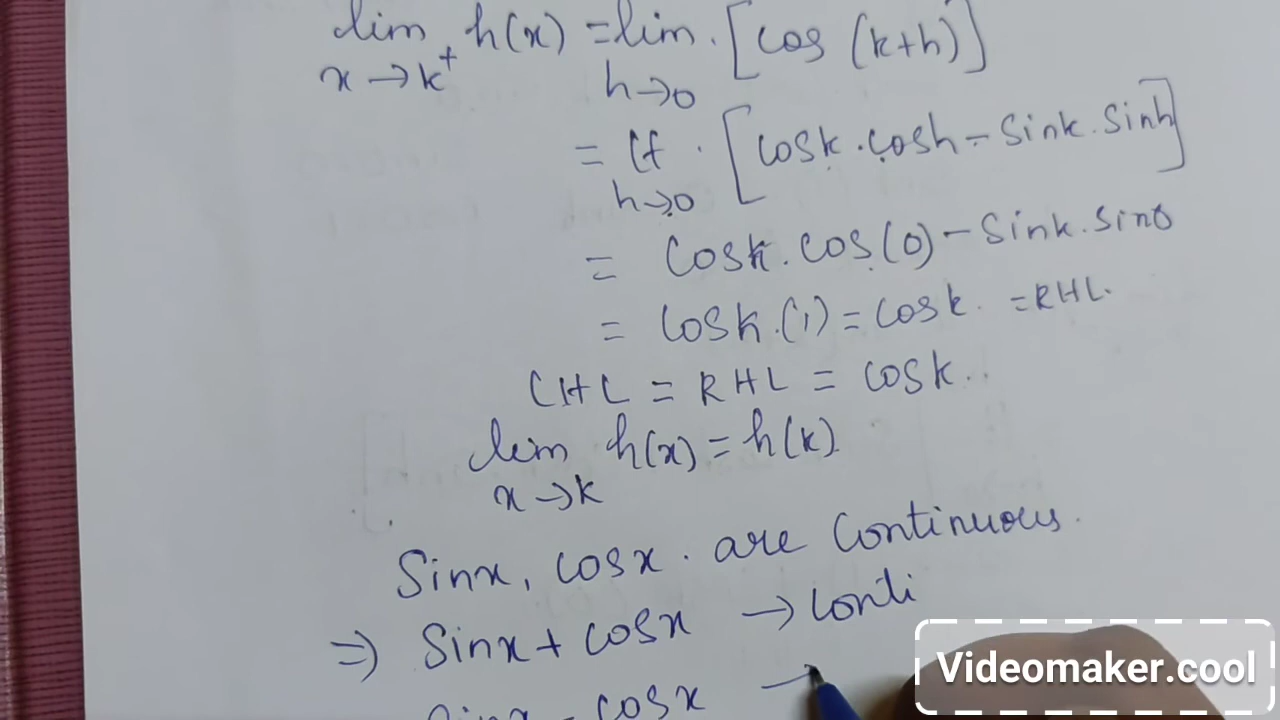 lim h(x) = lim. [cos (k+h)]
x→k⁺ h→0
= lt . [cosk.cosh - sink.sinh]
h→0
= cosk.cos(0) - sink.sin0
= cosk.(1) = cosk. = RHL.
LHL = RHL = cosk..
lim h(x) = h(k)
x→k
Sinx, cosx. are continuous.
⇒ Sinx + cosx → conti
Sinx - cosx →
Videomaker.cool